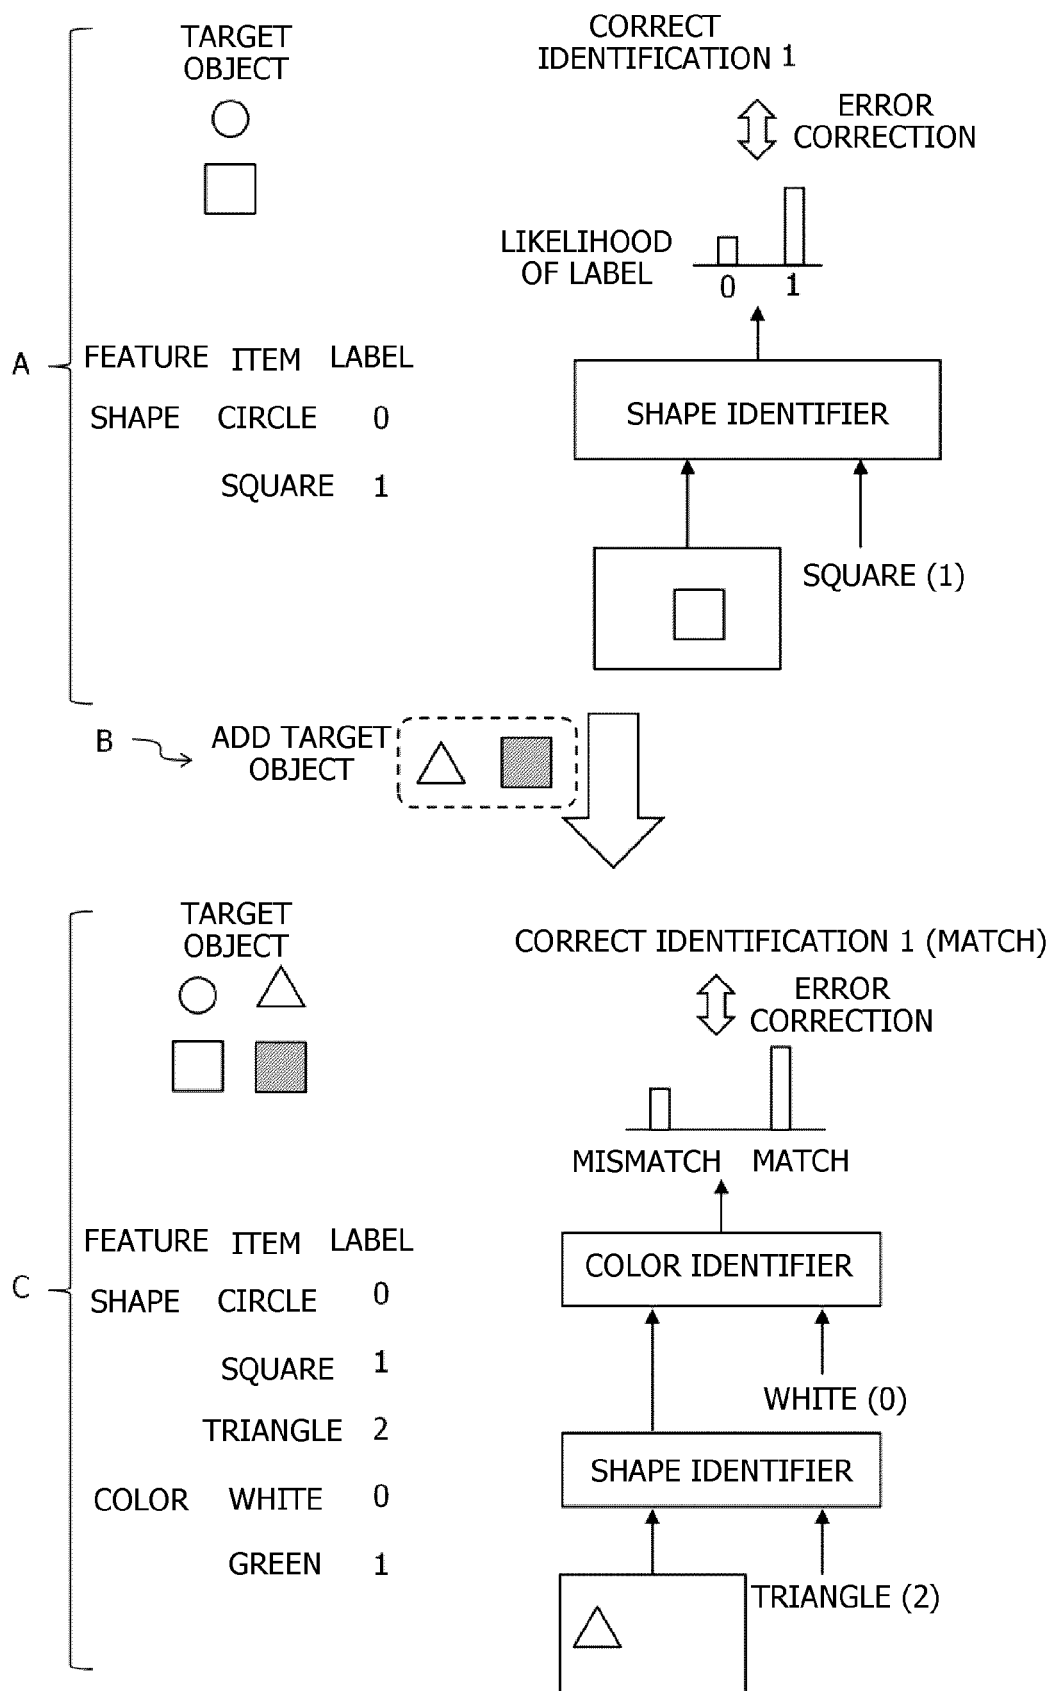 TARGET
OBJECT
CORRECT
IDENTIFICATION 1
ERROR
CORRECTION
LIKELIHOOD
OF LABEL
0 1
A
FEATURE ITEM LABEL
SHAPE CIRCLE 0
SQUARE 1
SHAPE IDENTIFIER
SQUARE (1)
B
ADD TARGET
OBJECT
TARGET
OBJECT
CORRECT IDENTIFICATION 1 (MATCH)
ERROR
CORRECTION
MISMATCH MATCH
C
FEATURE ITEM LABEL
SHAPE CIRCLE 0
SQUARE 1
TRIANGLE 2
COLOR WHITE 0
GREEN 1
COLOR IDENTIFIER
WHITE (0)
SHAPE IDENTIFIER
TRIANGLE (2)